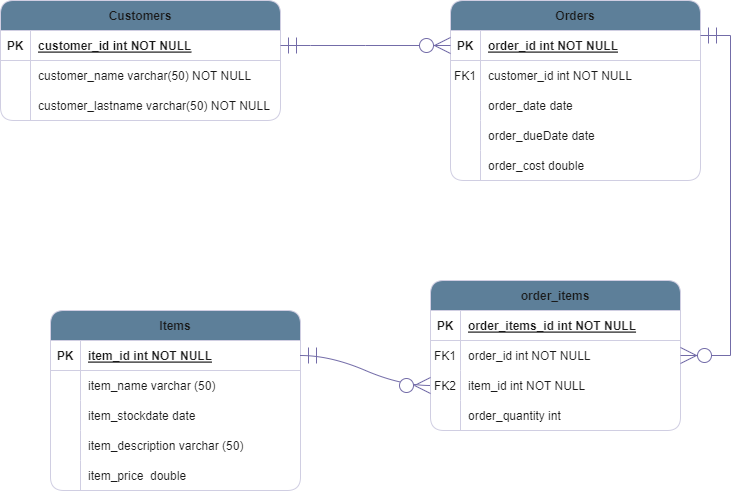 Customers
PK customer_id int NOT NULL
customer_name varchar(50) NOT NULL
customer_lastname varchar(50) NOT NULL
Orders
PK order_id int NOT NULL
FK1 customer_id int NOT NULL
order_date date
order_dueDate date
order_cost double
Items
PK item_id int NOT NULL
item_name varchar (50)
item_stockdate date
item_description varchar (50)
item_price  double
order_items
PK order_items_id int NOT NULL
FK1 order_id int NOT NULL
FK2 item_id int NOT NULL
order_quantity int